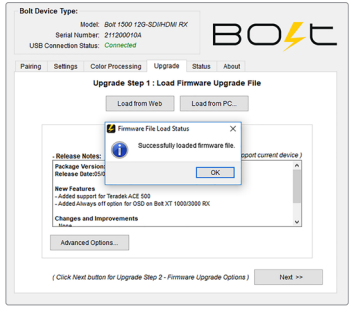 Bolt Device Type:
Model: Bolt 1500 12G-SDI/HDMI RX
Serial Number: 211200010A
USB Connection Status: Connected
BOLT
Pairing Settings Color Processing Upgrade Status About
Upgrade Step 1 : Load Firmware Upgrade File
Load from Web Load from PC...
Firmware File Load Status
Successfully loaded firmware file.
OK
- Release Notes: pport current device )
Package Version
Release Date:05/0
New Features
-Added support for Teradek ACE 500
-Added Always off option for OSD on Bolt XT 1000/3000 RX
Changes and Improvements
Advanced Options...
( Click Next button for Upgrade Step 2 - Firmware Upgrade Options ) Next >>